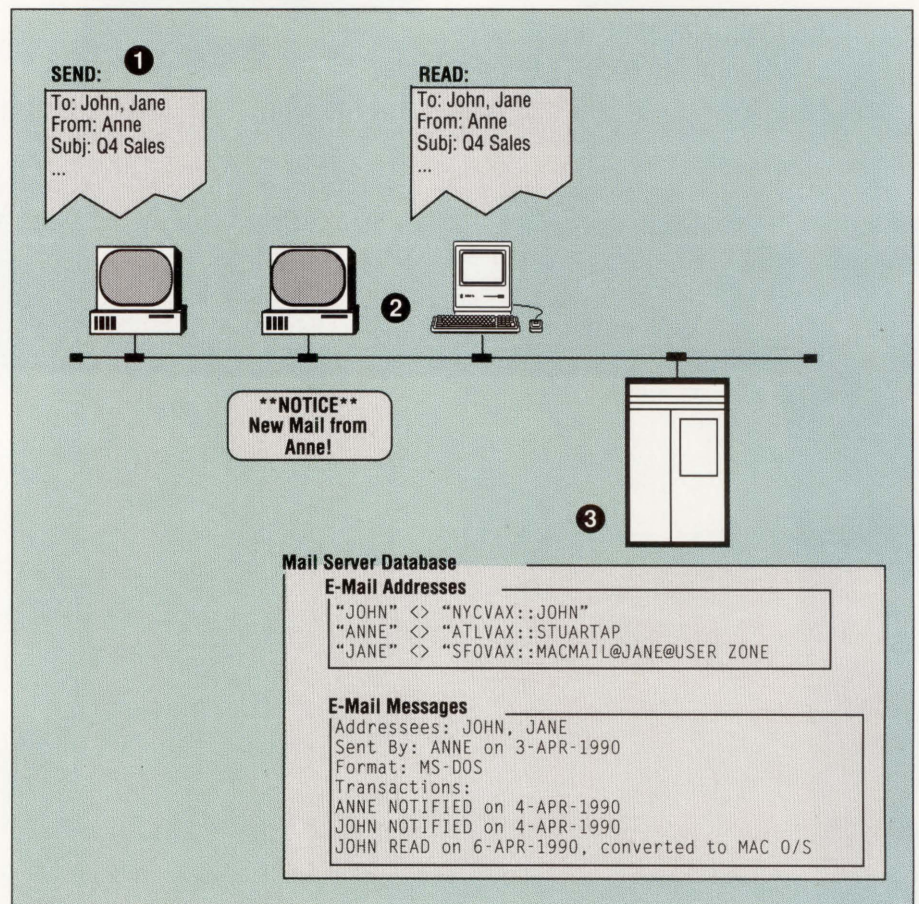 ❶
SEND:
To: John, Jane
From: Anne
Subj: Q4 Sales
...
READ:
To: John, Jane
From: Anne
Subj: Q4 Sales
...
❷
**NOTICE**
New Mail from
Anne!
❸
Mail Server Database
E-Mail Addresses
"JOHN" <> "NYCVAX::JOHN"
"ANNE" <> "ATLVAX::STUARTAP
"JANE" <> "SFOVAX::MACMAIL@JANE@USER ZONE
E-Mail Messages
Addressees: JOHN, JANE
Sent By: ANNE on 3-APR-1990
Format: MS-DOS
Transactions:
ANNE NOTIFIED on 4-APR-1990
JOHN NOTIFIED on 4-APR-1990
JOHN READ on 6-APR-1990, converted to MAC O/S